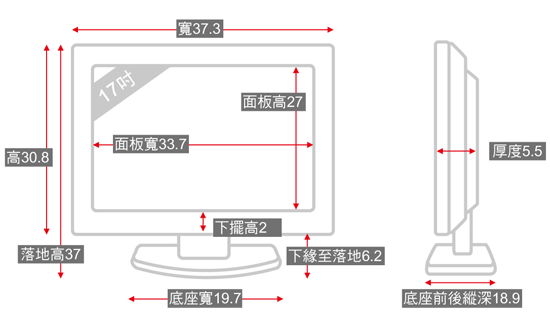 寬37.3
17吋
面板高27
面板寬33.7
高30.8
厚度5.5
下擺高2
落地高37
下緣至落地6.2
底座寬19.7
底座前後縱深18.9